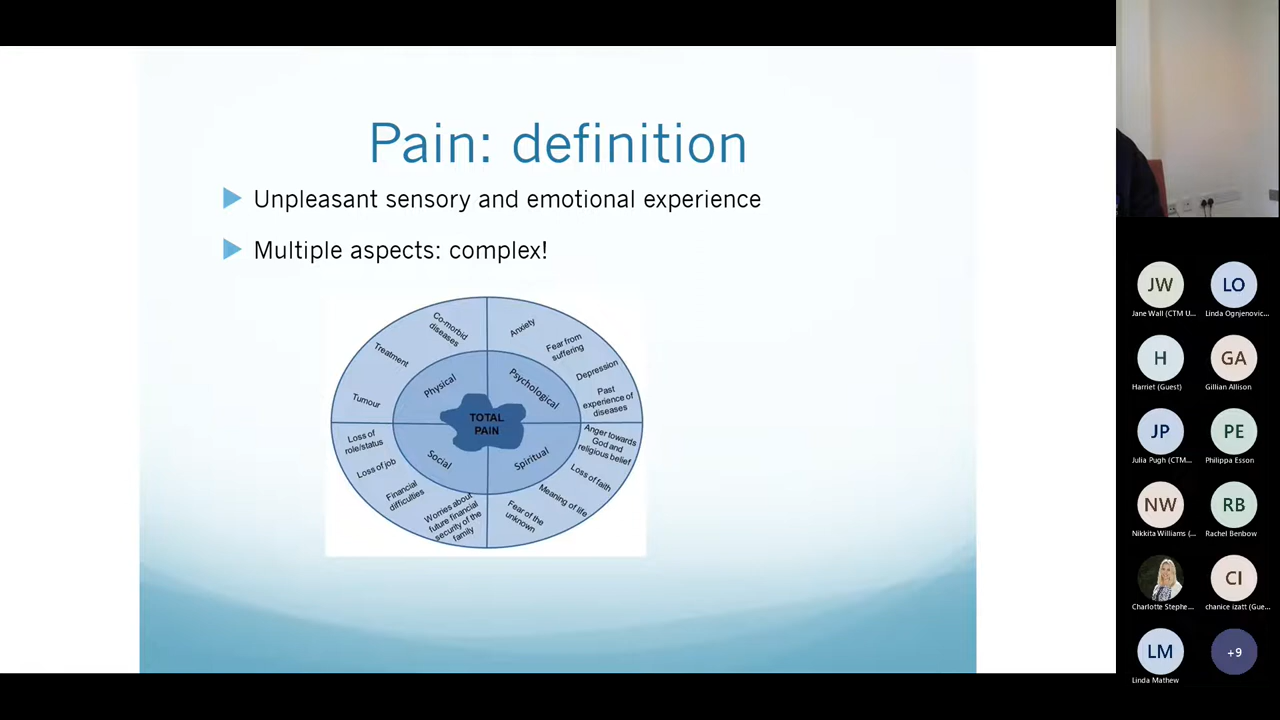 Pain: definition
Unpleasant sensory and emotional experience
Multiple aspects: complex!
Co-morbid
diseases
Treatment
Tumour
Physical
Anxiety
Fear from
suffering
Depression
Past
experience of
diseases
Psychological
TOTAL
PAIN
Loss of
role/status
Loss of job
Financial
difficulties
Worries about
future financial
security of the
family
Social
Anger towards
God and
religious belief
Loss of faith
Meaning of life
Fear of the
unknown
Spiritual
JW
Jane Wall (CTM U...
LO
Linda Ognjenovic...
H
Harriet (Guest)
GA
Gillian Allison
JP
Julia Pugh (CTM...
PE
Philippa Esson
NW
Nikkita Williams (...
RB
Rachel Benbow
Charlotte Stephe...
CI
chanice izatt (Gue...
LM
Linda Mathew
+9